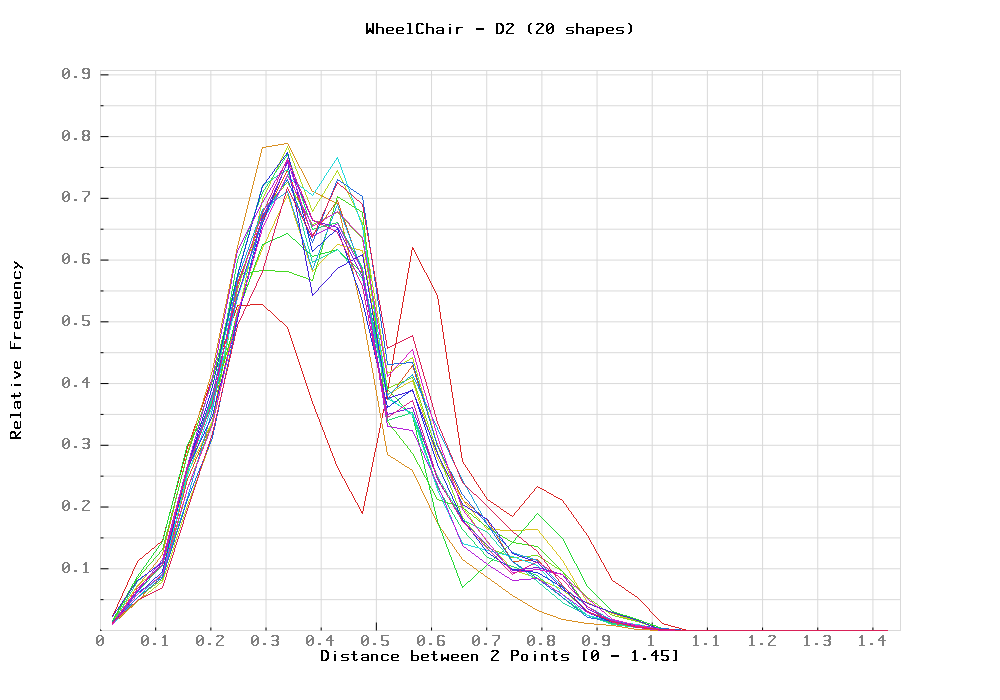 WheelChair - D2 (20 shapes)
0.9
0.8
0.7
0.6
0.5
0.4
0.3
0.2
0.1
Relative Frequency
0 0.1 0.2 0.3 0.4 0.5 0.6 0.7 0.8 0.9 1 1.1 1.2 1.3 1.4
Distance between 2 Points [0 - 1.45]